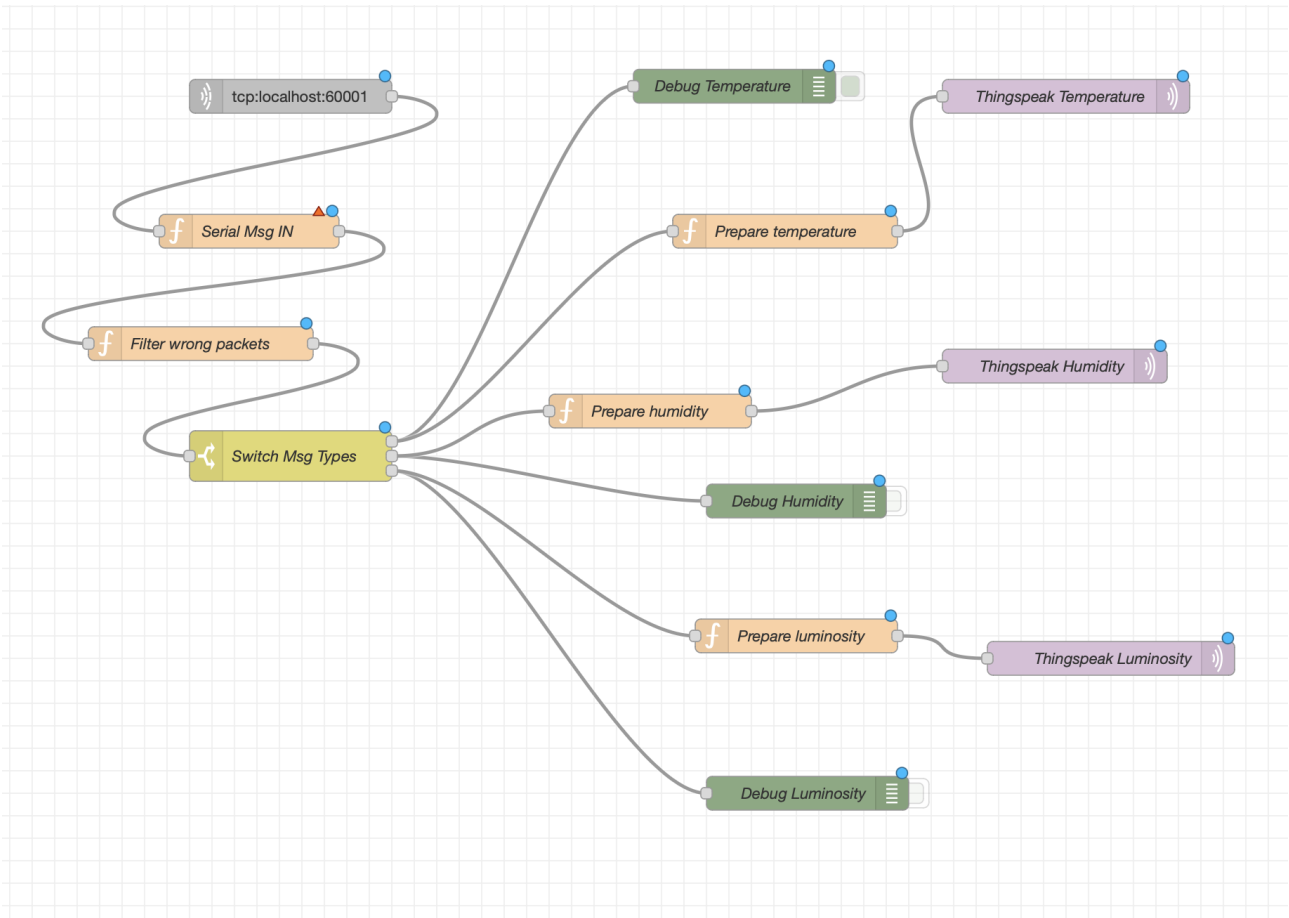 tcp:localhost:60001
Debug Temperature
Thingspeak Temperature
Serial Msg IN
Prepare temperature
Filter wrong packets
Thingspeak Humidity
Prepare humidity
Switch Msg Types
Debug Humidity
Prepare luminosity
Thingspeak Luminosity
Debug Luminosity